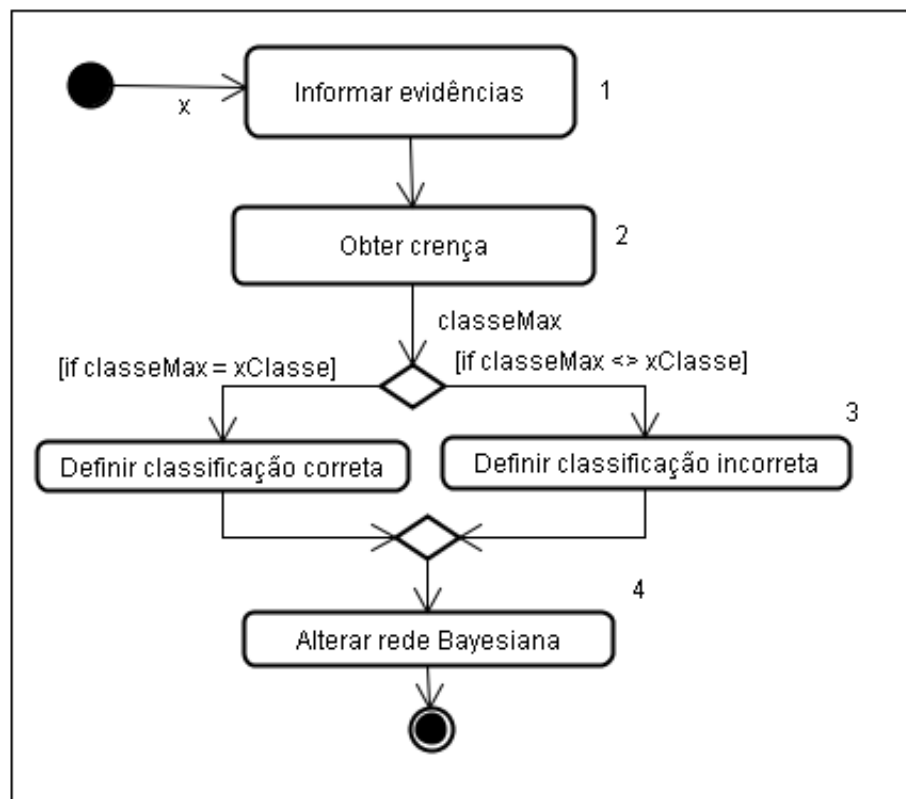 x
Informar evidências
1
Obter crença
2
classeMax
[if classeMax = xClasse]
[if classeMax <> xClasse]
3
Definir classificação correta
Definir classificação incorreta
4
Alterar rede Bayesiana